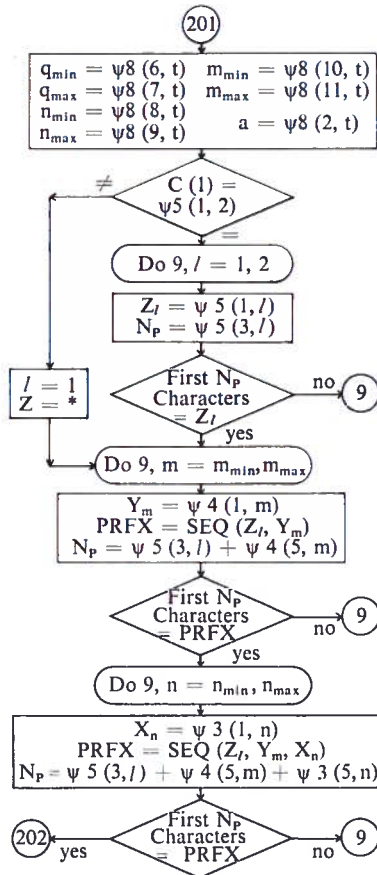 201
q_min = ψ8 (6, t) m_min = ψ8 (10, t)
q_max = ψ8 (7, t) m_max = ψ8 (11, t)
n_min = ψ8 (8, t)
n_max = ψ8 (9, t) a = ψ8 (2, t)
≠
C (1) =
ψ5 (1, 2)
=
Do 9, l = 1, 2
Z_l = ψ 5 (1, l)
N_P = ψ 5 (3, l)
l = 1
Z = *
First N_P
Characters
= Z_l
no
9
yes
Do 9, m = m_min, m_max
Y_m = ψ 4 (1, m)
PRFX = SEQ (Z_l, Y_m)
N_P = ψ 5 (3, l) + ψ 4 (5, m)
First N_P
Characters
= PRFX
no
9
yes
Do 9, n = n_min, n_max
X_n = ψ 3 (1, n)
PRFX = SEQ (Z_l, Y_m, X_n)
N_P = ψ 5 (3, l) + ψ 4 (5, m) + ψ 3 (5, n)
First N_P
Characters
= PRFX
202
yes
no
9